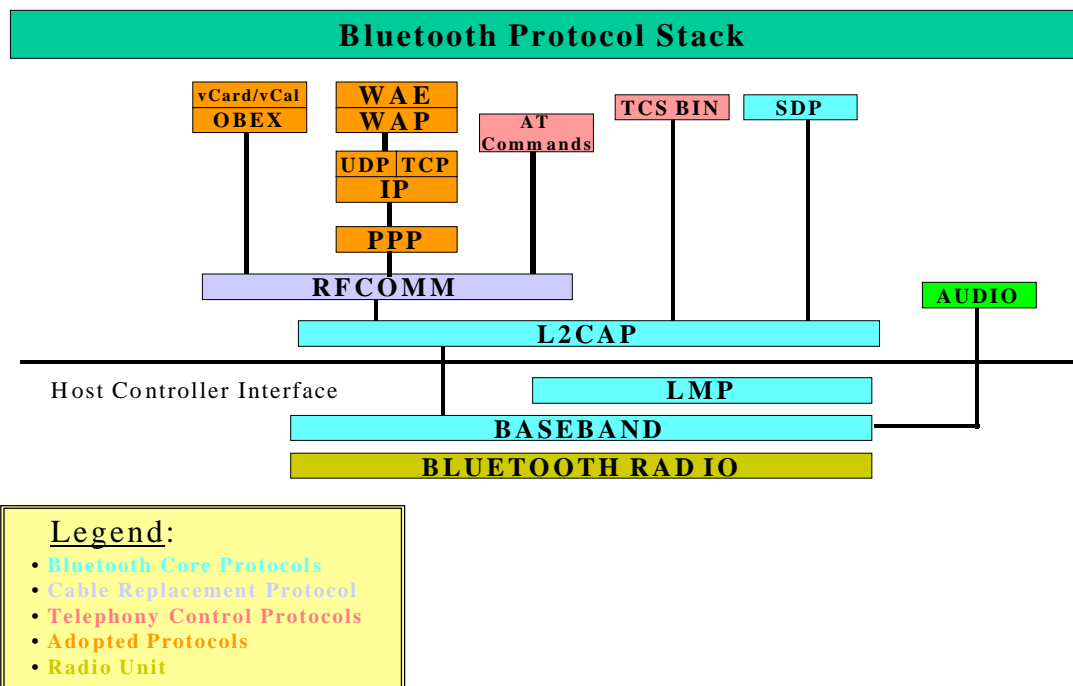 Bluetooth Protocol Stack
vCard/vCal
OBEX
WAE
WAP
UDP TCP
IP
PPP
AT
Commands
TCS BIN
SDP
RFCOMM
AUDIO
L2CAP
Host Controller Interface
LMP
BASEBAND
BLUETOOTH RADIO
Legend:
• Bluetooth Core Protocols
• Cable Replacement Protocol
• Telephony Control Protocols
• Adopted Protocols
• Radio Unit